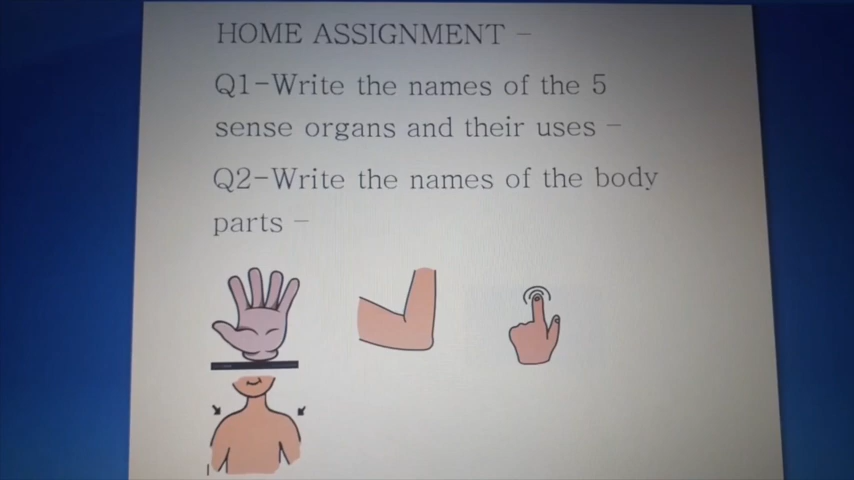 HOME ASSIGNMENT –
Q1-Write the names of the 5
sense organs and their uses –
Q2-Write the names of the body
parts –